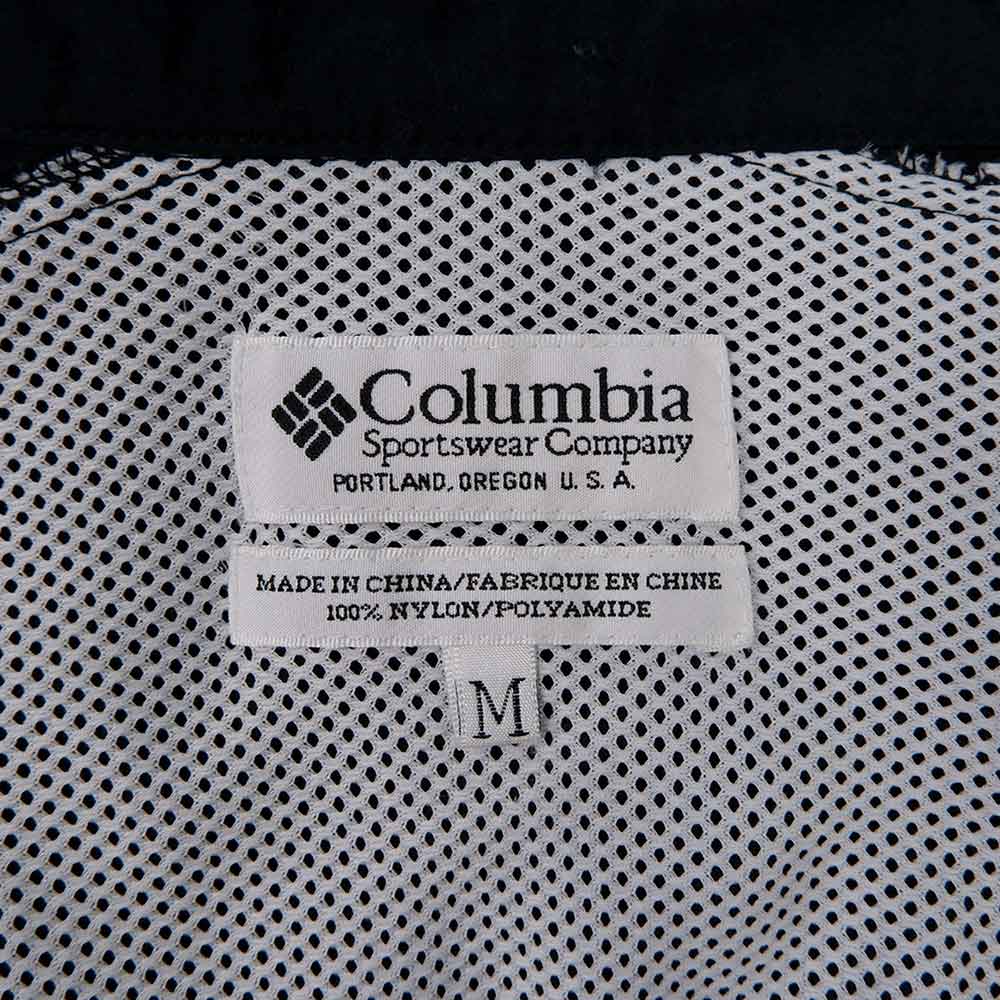 Columbia
Sportswear Company
PORTLAND, OREGON U. S. A.
MADE IN CHINA/FABRIQUE EN CHINE
100% NYLON/POLYAMIDE
M